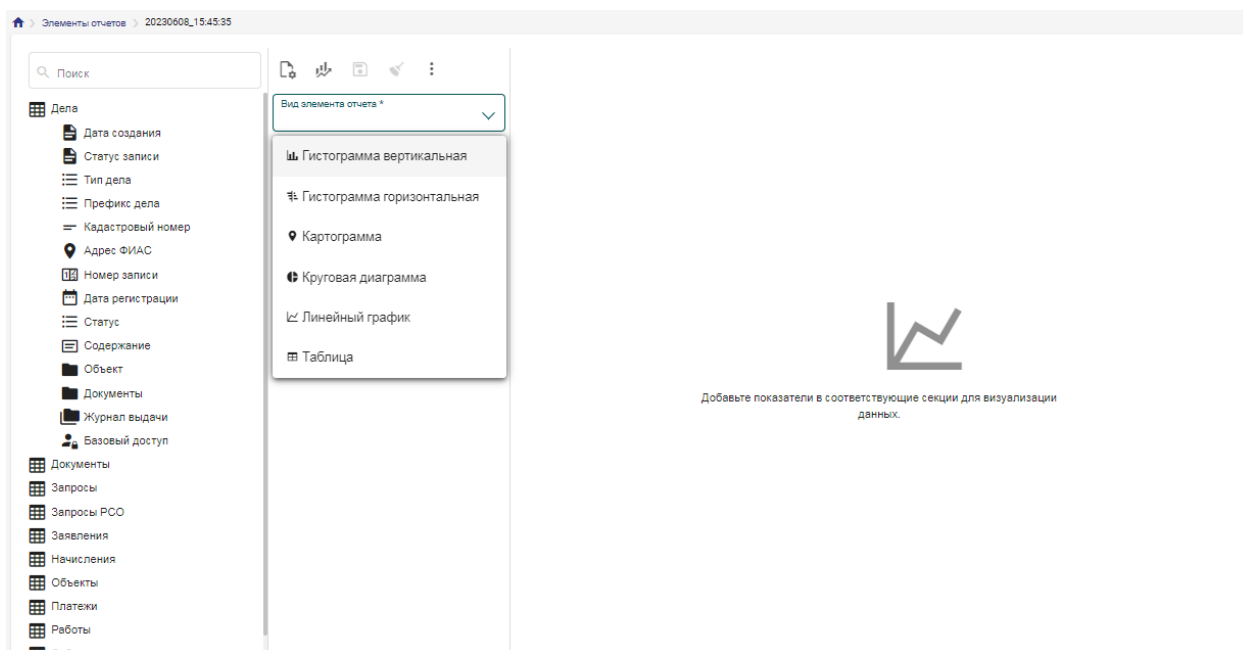 Элементы отчетов
20230608_15:45:35
Поиск
Дела
Дата создания
Статус записи
Тип дела
Префикс дела
Кадастровый номер
Адрес ФИАС
Номер записи
Дата регистрации
Статус
Содержание
Объект
Документы
Журнал выдачи
Базовый доступ
Документы
Запросы
Запросы РСО
Заявления
Начисления
Объекты
Платежи
Работы
Вид элемента отчета *
Гистограмма вертикальная
Гистограмма горизонтальная
Картограмма
Круговая диаграмма
Линейный график
Таблица
Добавьте показатели в соответствующие секции для визуализации
данных.